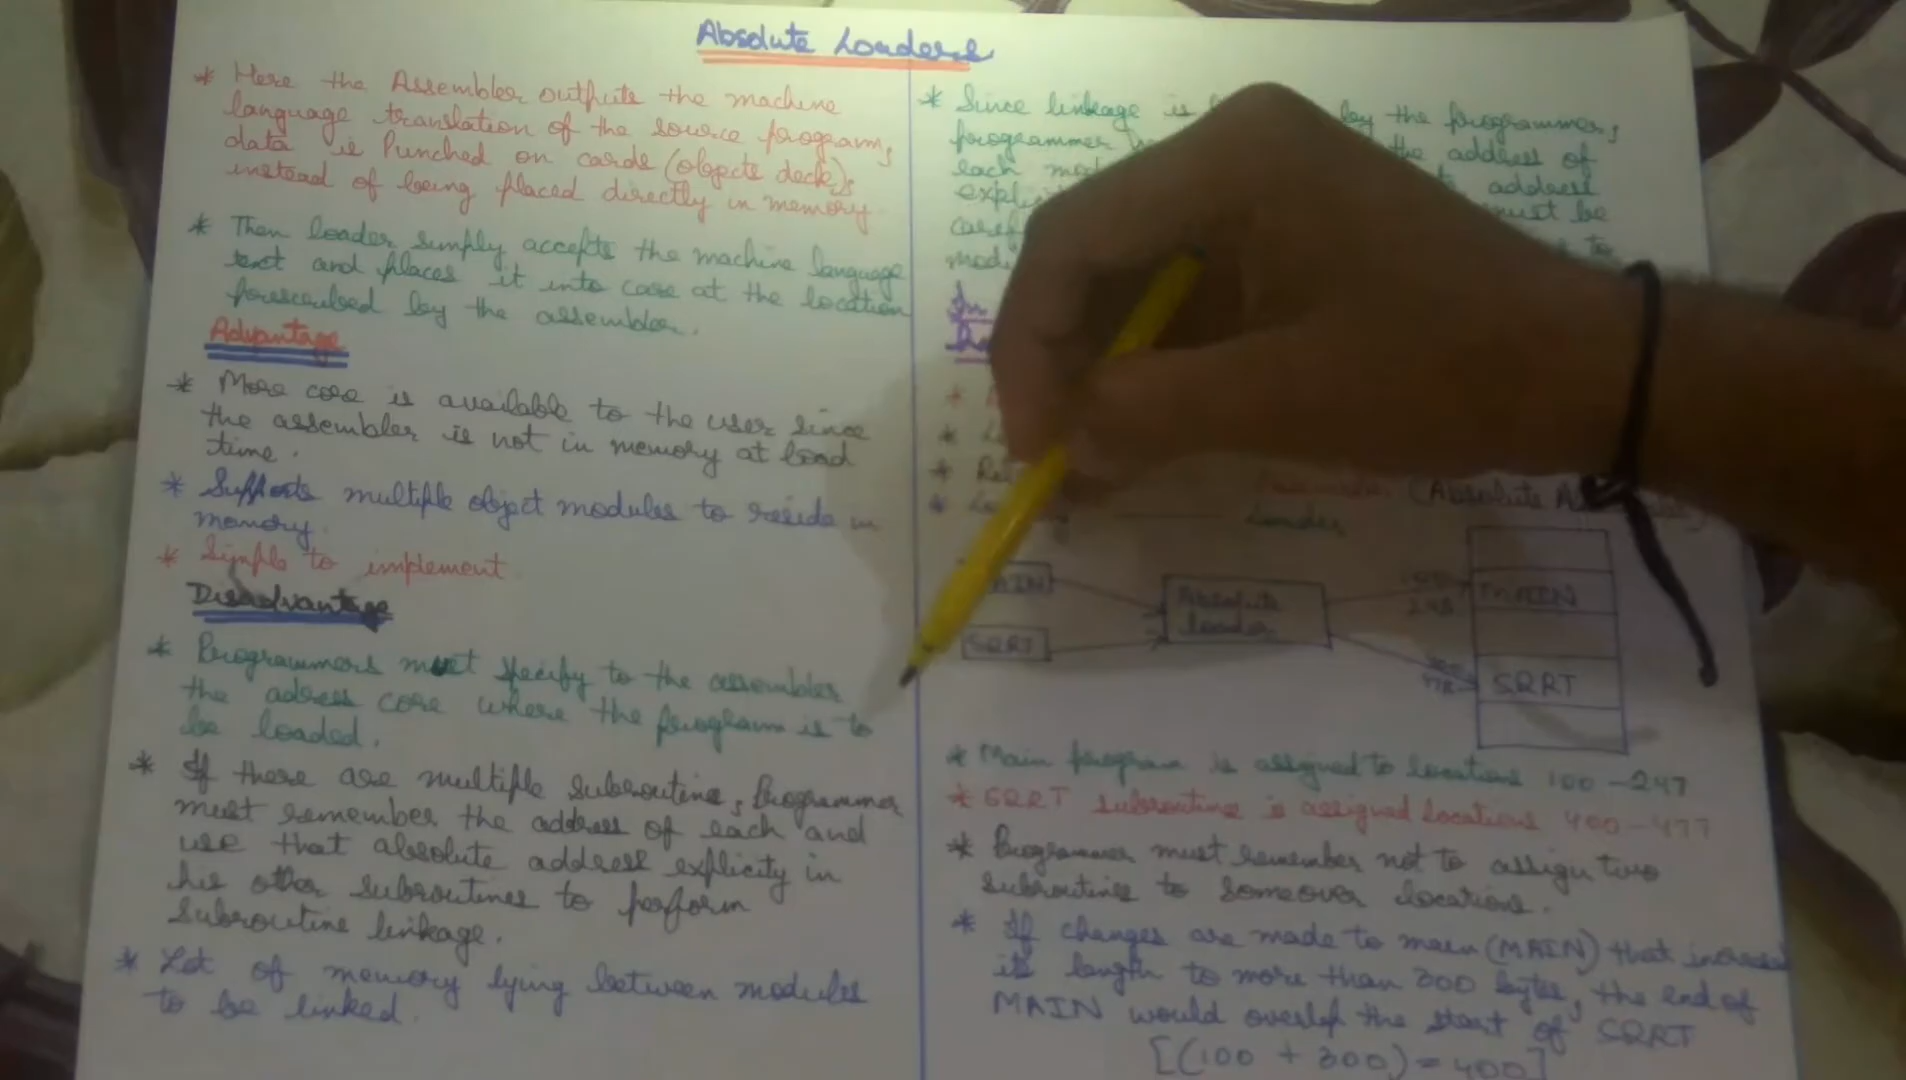 Absolute Loaders
* Here the Assembler outputs the machine
language translation of the source program,
data is Punched on cards (objects deck),
instead of being placed directly in memory
* Then loader simply accepts the machine language
text and places it into core at the location
prescribed by the assembler.
Advantage
* More core is available to the user since
the assembler is not in memory at load
time.
* Supports multiple object modules to reside in
memory.
* Simple to implement
Disadvantage
* Programmers must specify to the assembler
the address core where the program is to
be loaded.
* If there are multiple subroutine, Programmer
must remember the address of each and
use that absolute address explicity in
his other subroutines to perform
subroutine linkage.
* Lot of memory lying between modules
to be linked.
* Since linkage is by the programmer,
programmer the address of
each address
must be
to
(Absolute
Loader
MAIN
SQRT
Absolute
Loader
MAIN
SQRT
* Main program is assigned to locations 100-247
* SQRT subroutine is assigned locations 400-477
* Programmer must remember not to assign two
subroutine to someover locations.
* If changes are made to main (MAIN) that increase
its length to more than 300 bytes, the end of
MAIN would overlap the start of SQRT
[(100 + 300) = 400]